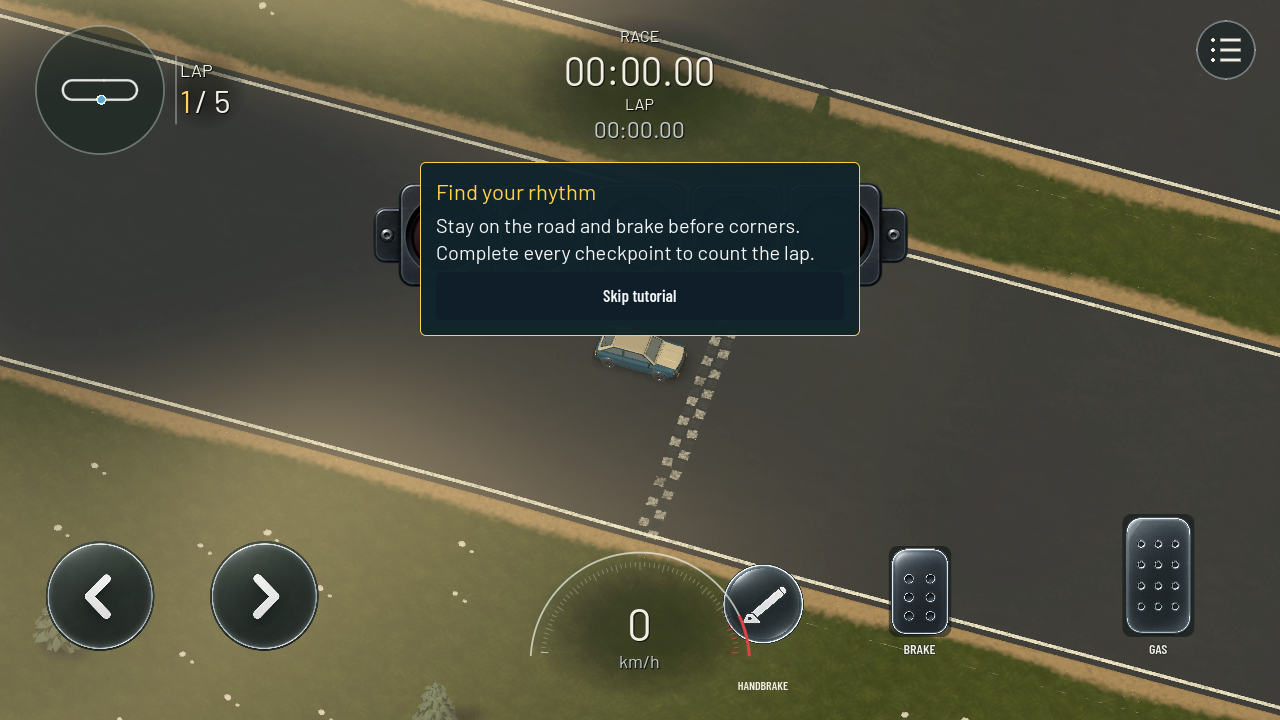 RACE
00:00.00
LAP
00:00.00
LAP
1 / 5
Find your rhythm
Stay on the road and brake before corners.
Complete every checkpoint to count the lap.
Skip tutorial
0
km/h
HANDBRAKE
BRAKE
GAS